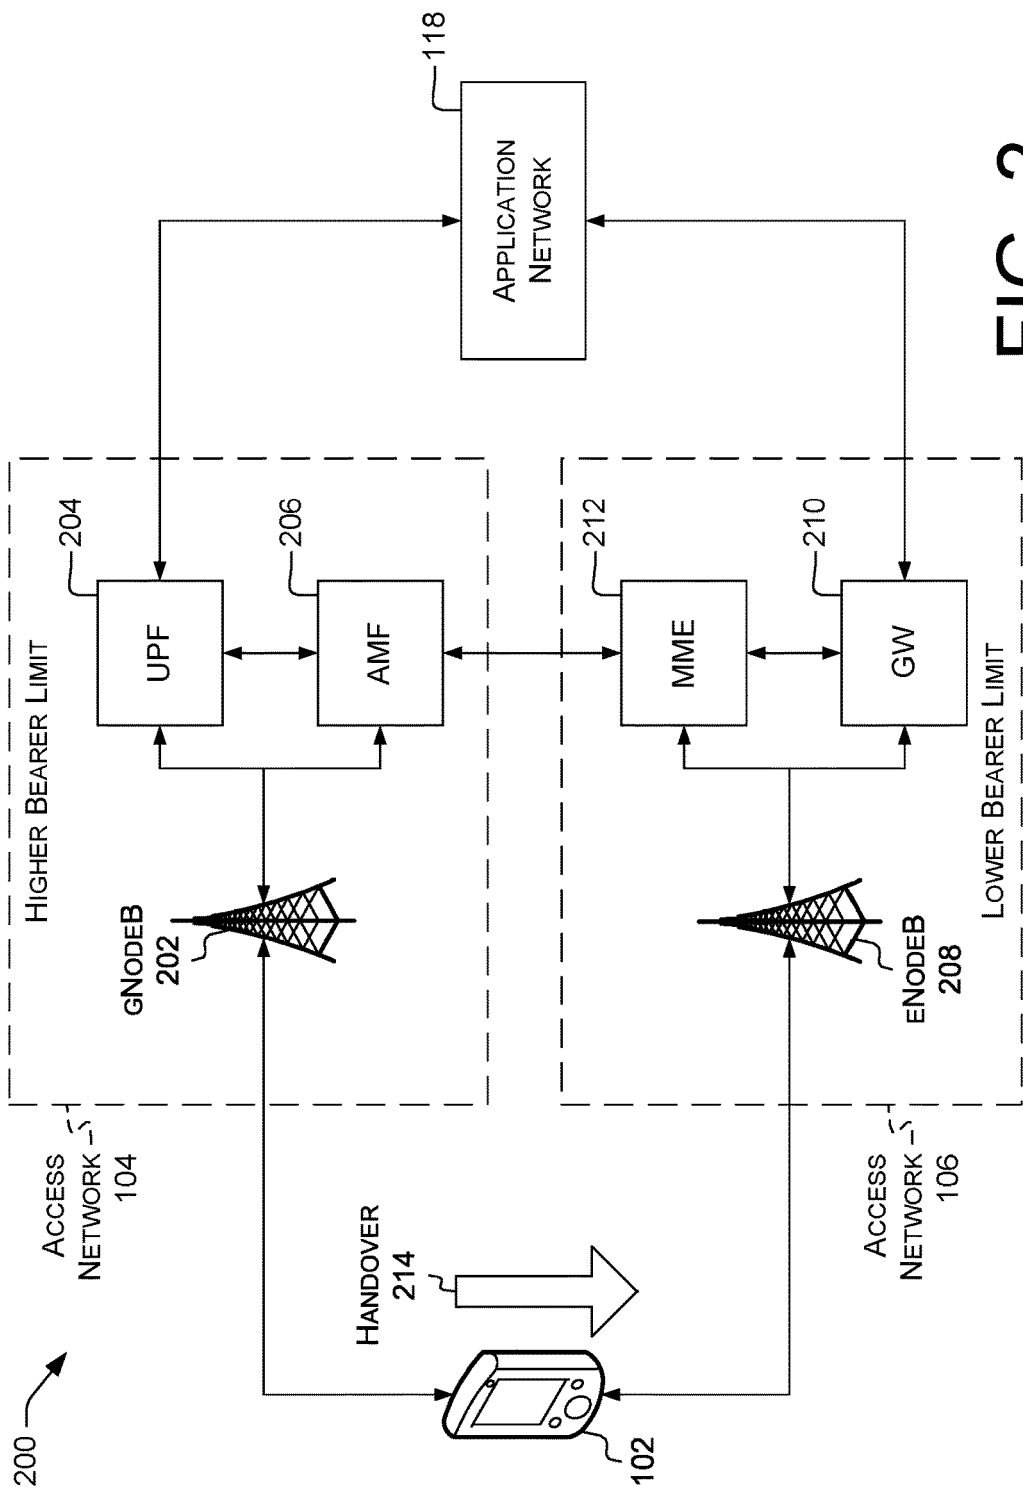 200
ACCESS
NETWORK
104
HIGHER BEARER LIMIT
GNODEB
202
UPF
204
AMF
206
118
APPLICATION
NETWORK
HANDOVER
214
102
ACCESS
NETWORK
106
ENODEB
208
MME
212
GW
210
LOWER BEARER LIMIT
FIG. 2